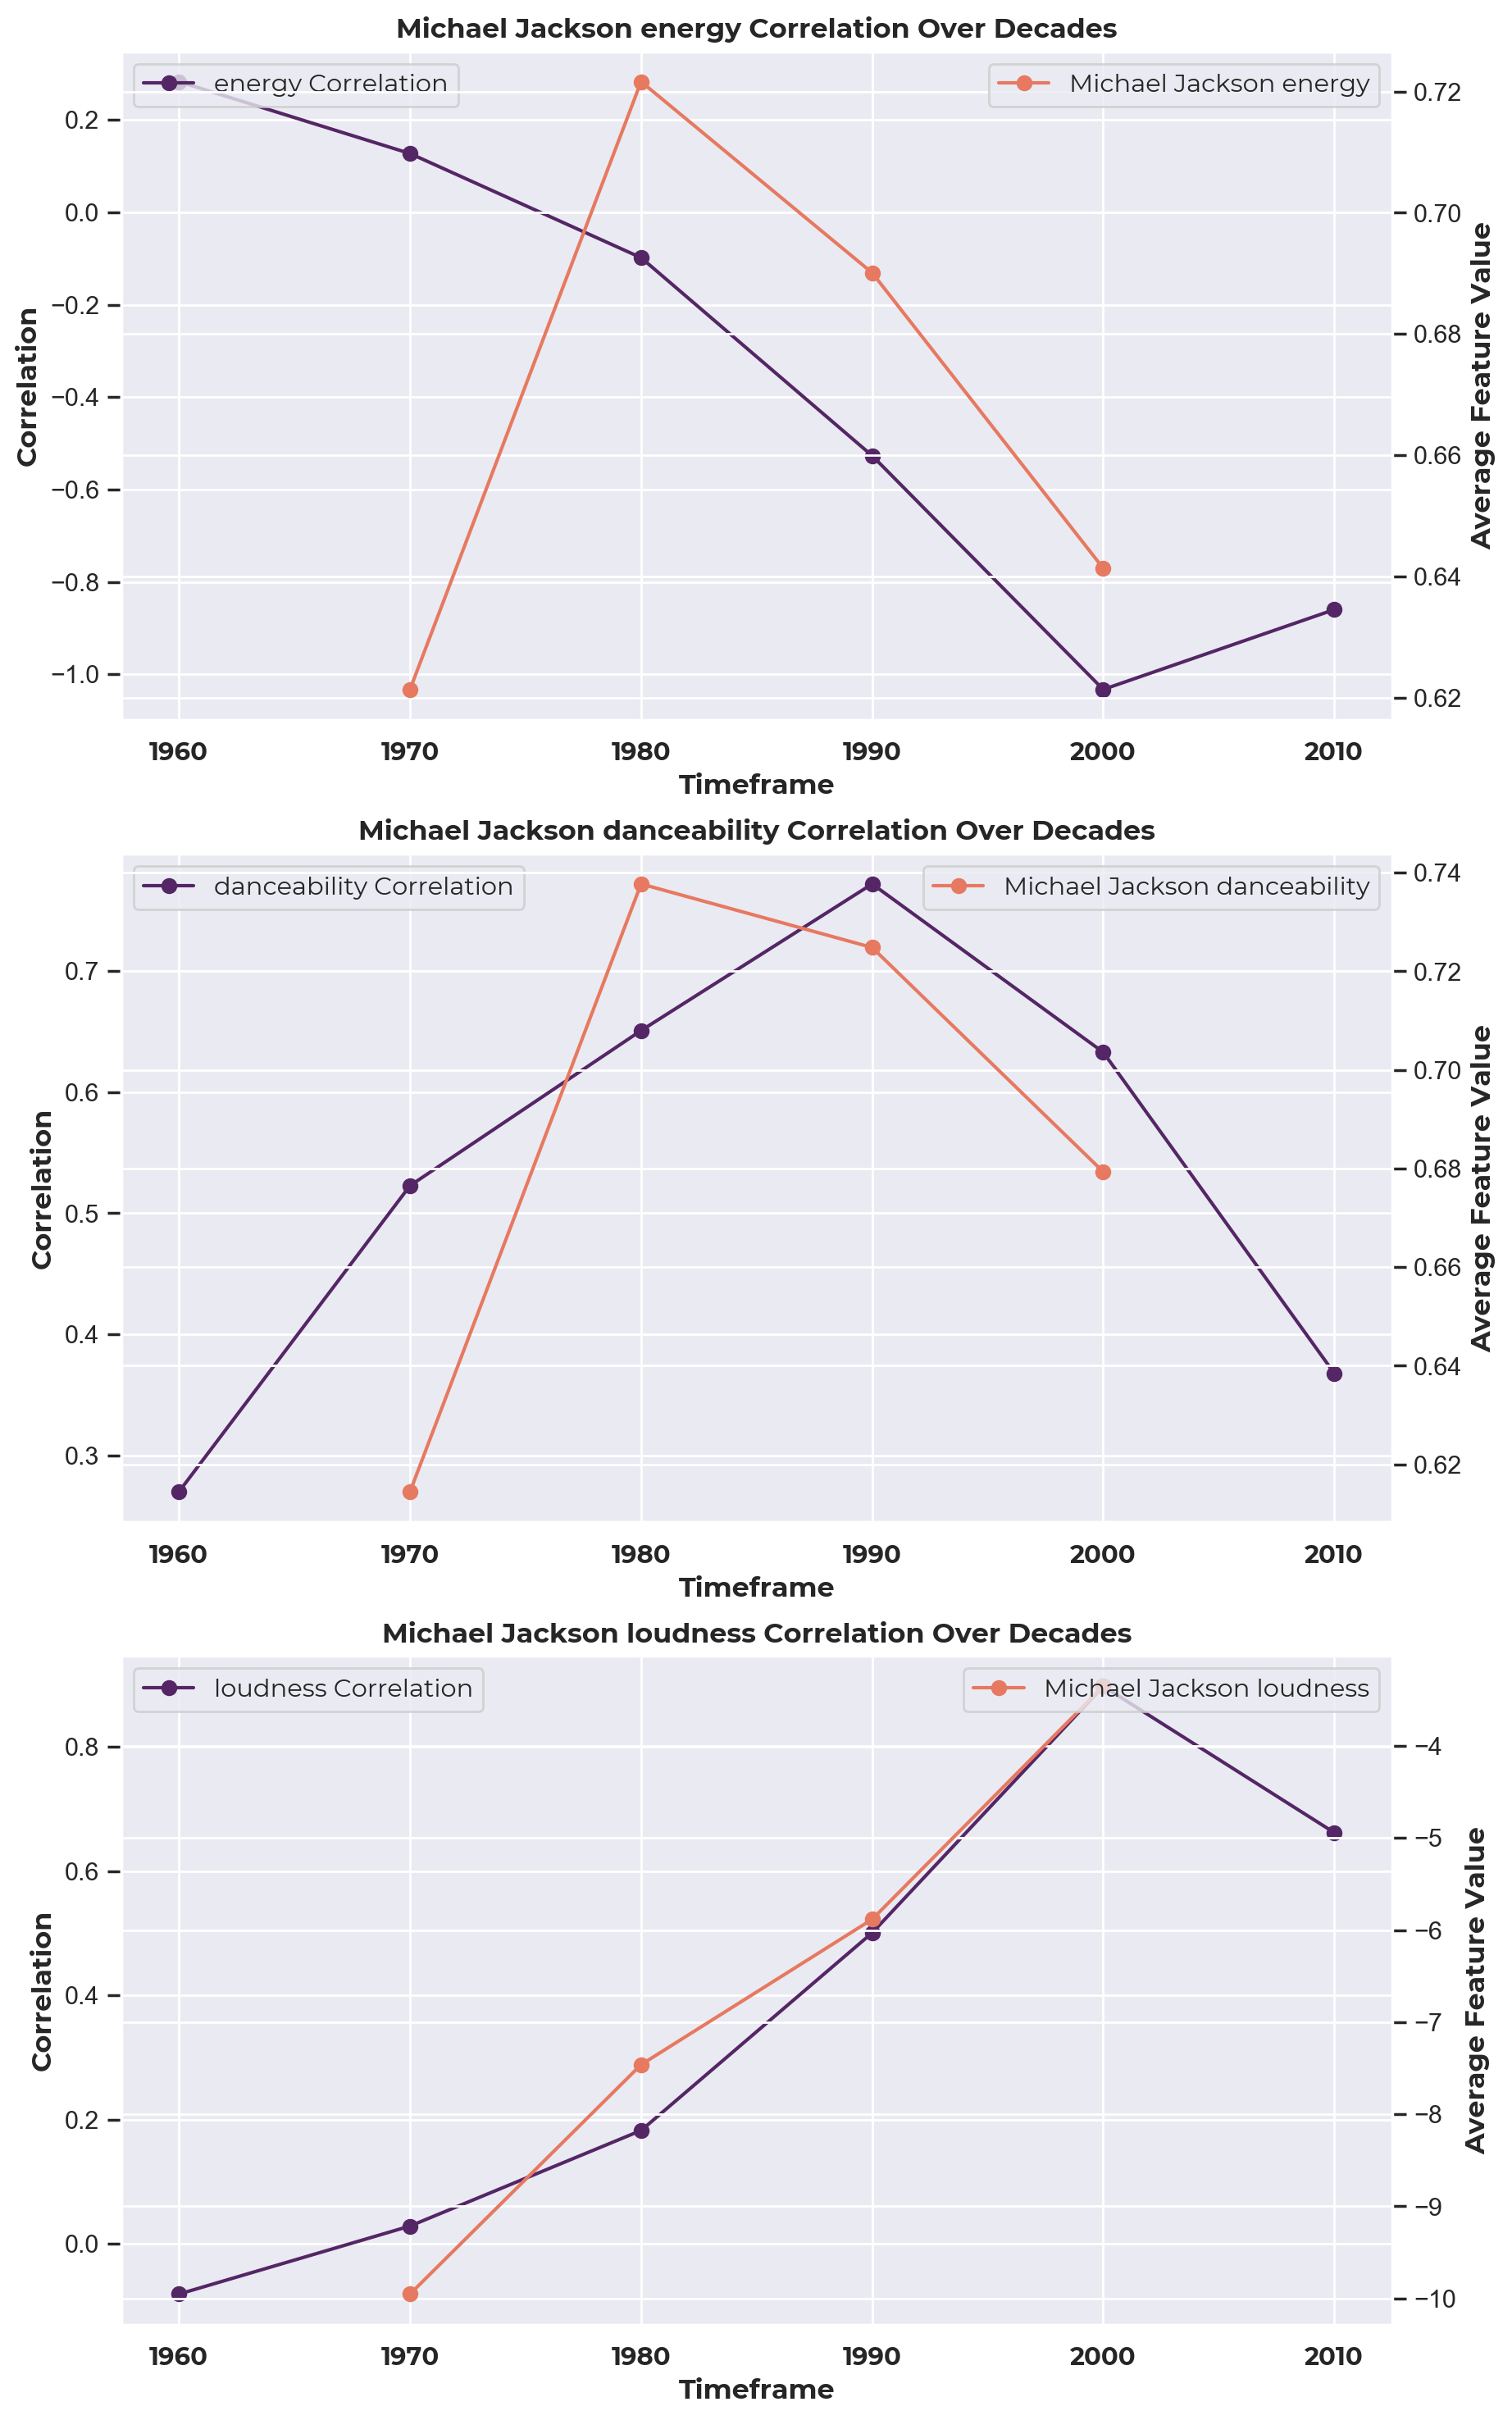 Michael Jackson energy Correlation Over Decades
energy Correlation
Michael Jackson energy
0.2
0.0
−0.2
−0.4
−0.6
−0.8
−1.0
Correlation
0.72
0.70
0.68
0.66
0.64
0.62
Average Feature Value
1960 1970 1980 1990 2000 2010
Timeframe
Michael Jackson danceability Correlation Over Decades
danceability Correlation
Michael Jackson danceability
0.7
0.6
0.5
0.4
0.3
Correlation
0.74
0.72
0.70
0.68
0.66
0.64
0.62
Average Feature Value
1960 1970 1980 1990 2000 2010
Timeframe
Michael Jackson loudness Correlation Over Decades
loudness Correlation
Michael Jackson loudness
0.8
0.6
0.4
0.2
0.0
Correlation
−4
−5
−6
−7
−8
−9
−10
Average Feature Value
1960 1970 1980 1990 2000 2010
Timeframe